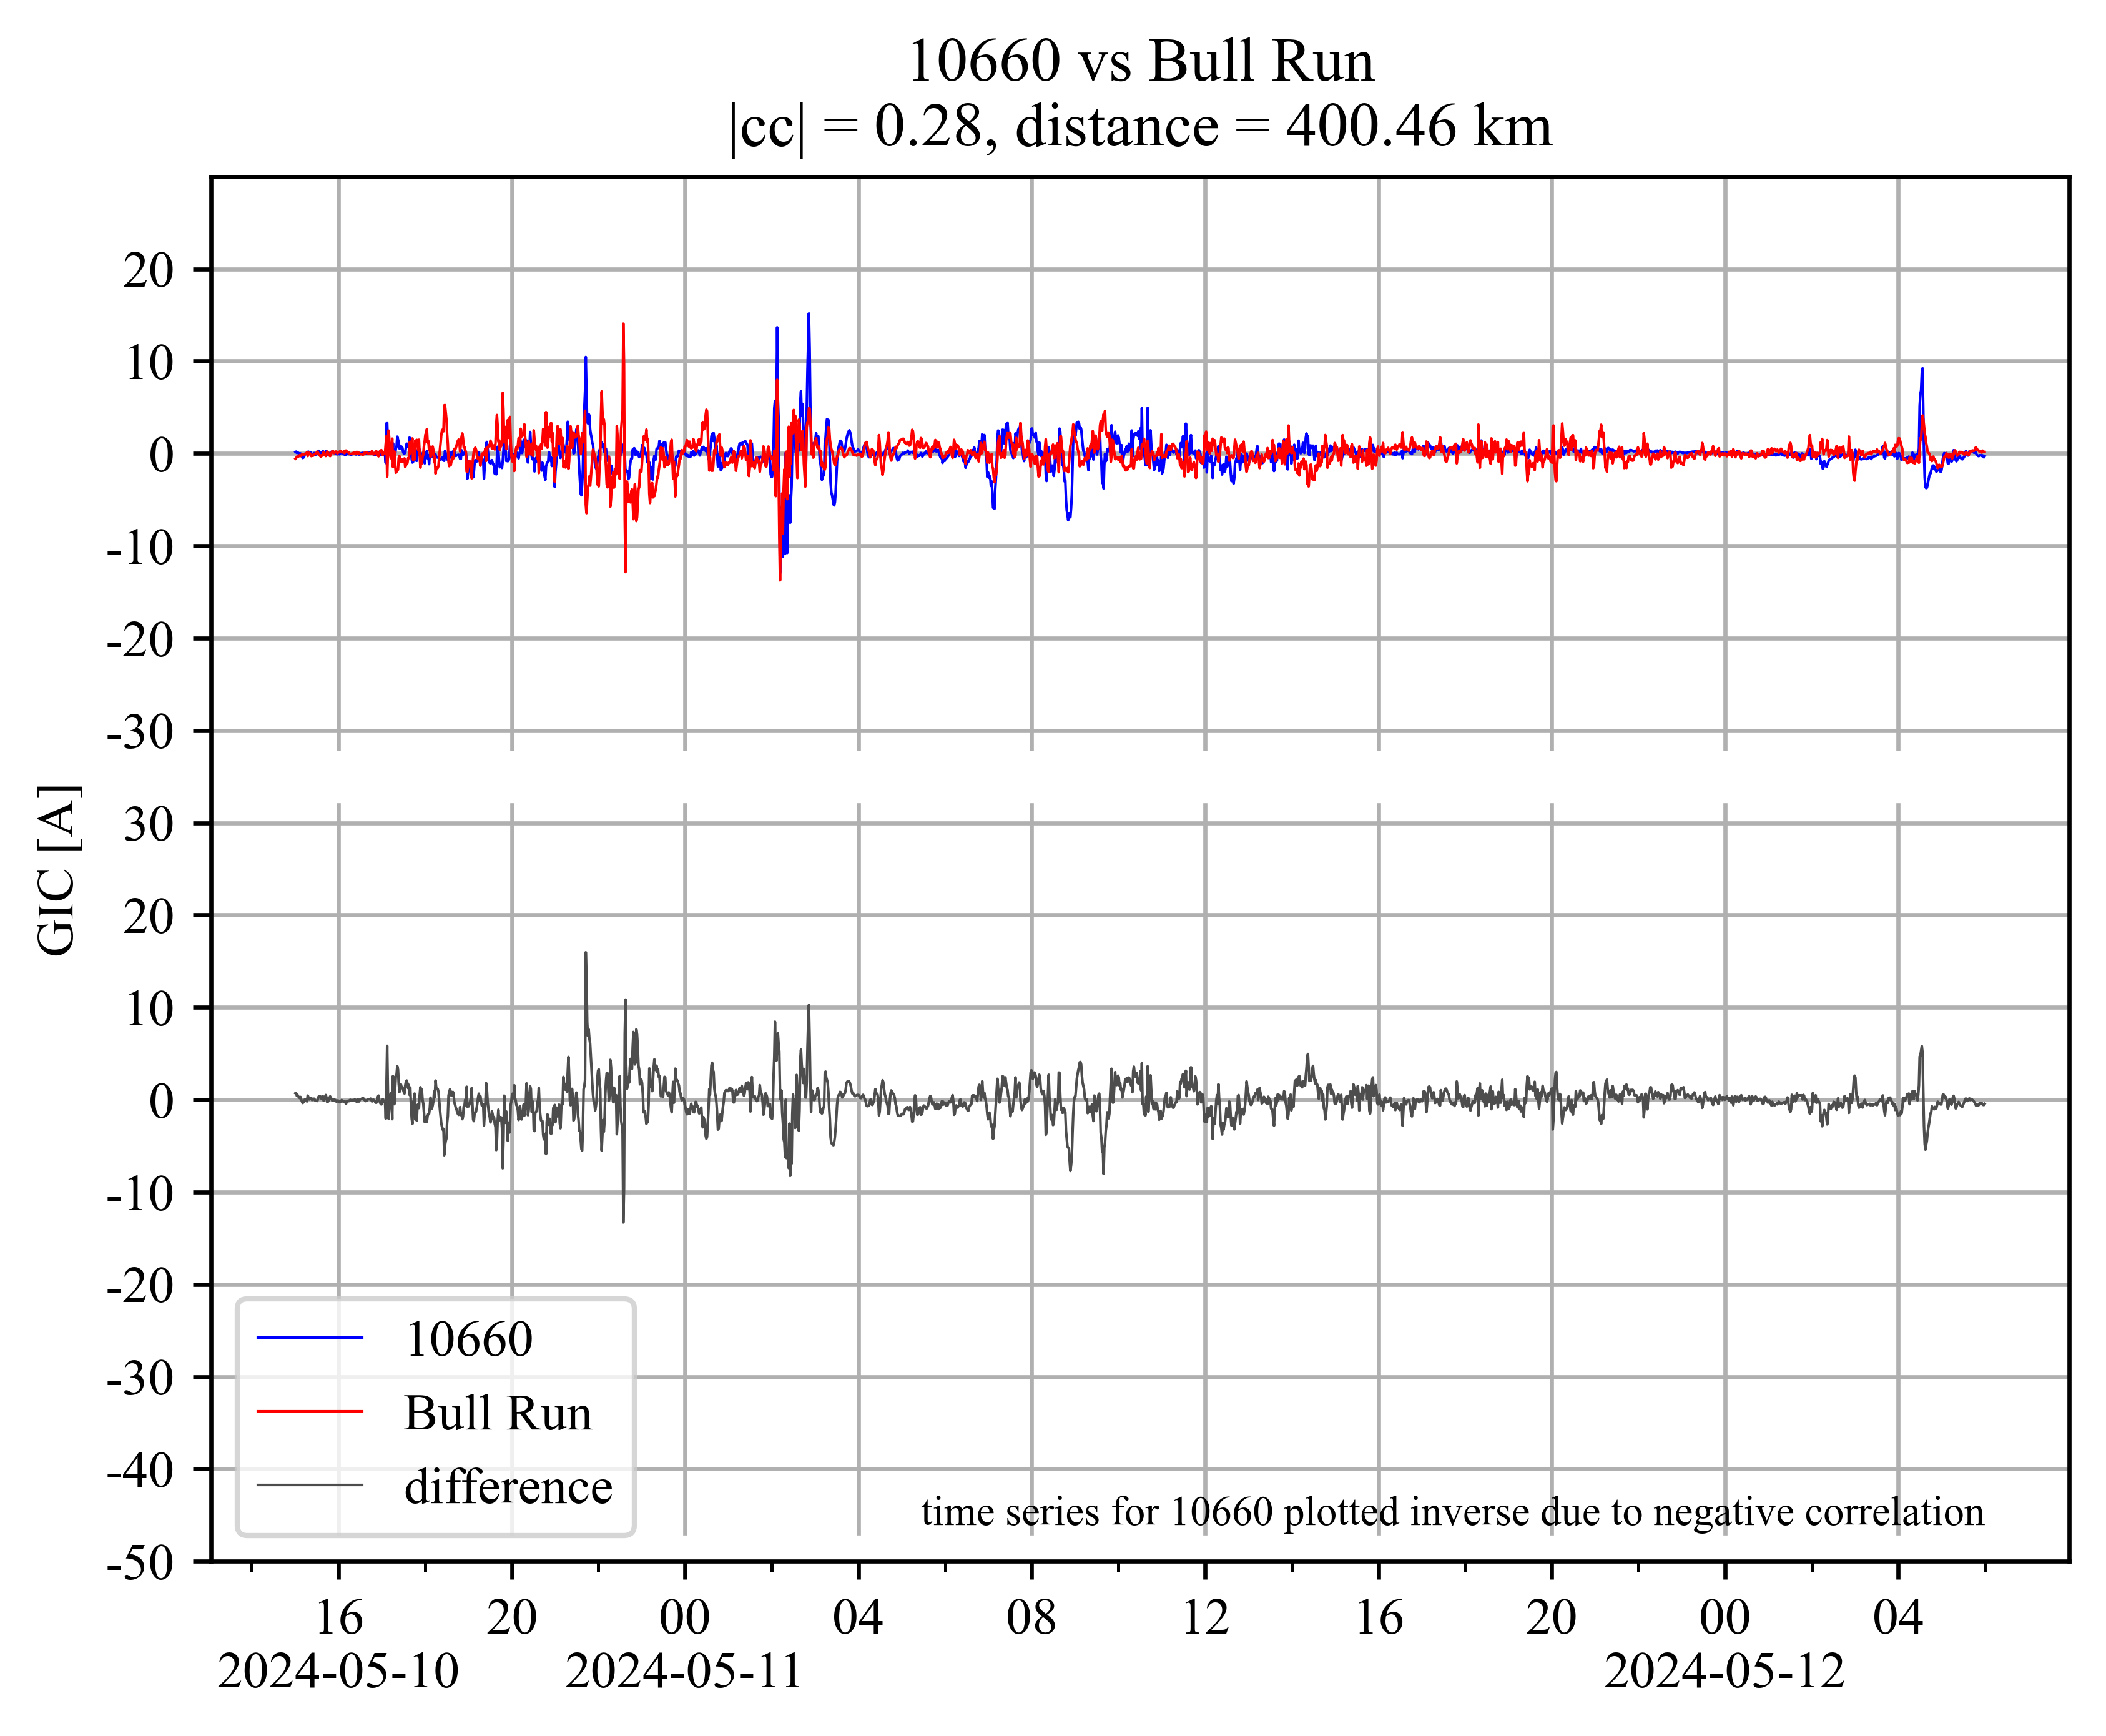 10660 vs Bull Run
|cc| = 0.28, distance = 400.46 km
20
10
0
-10
-20
-30
30
20
10
0
-10
-20
-30
-40
-50
GIC [A]
10660
Bull Run
difference
time series for 10660 plotted inverse due to negative correlation
16 20 00 04 08 12 16 20 00 04
2024-05-10 2024-05-11 2024-05-12